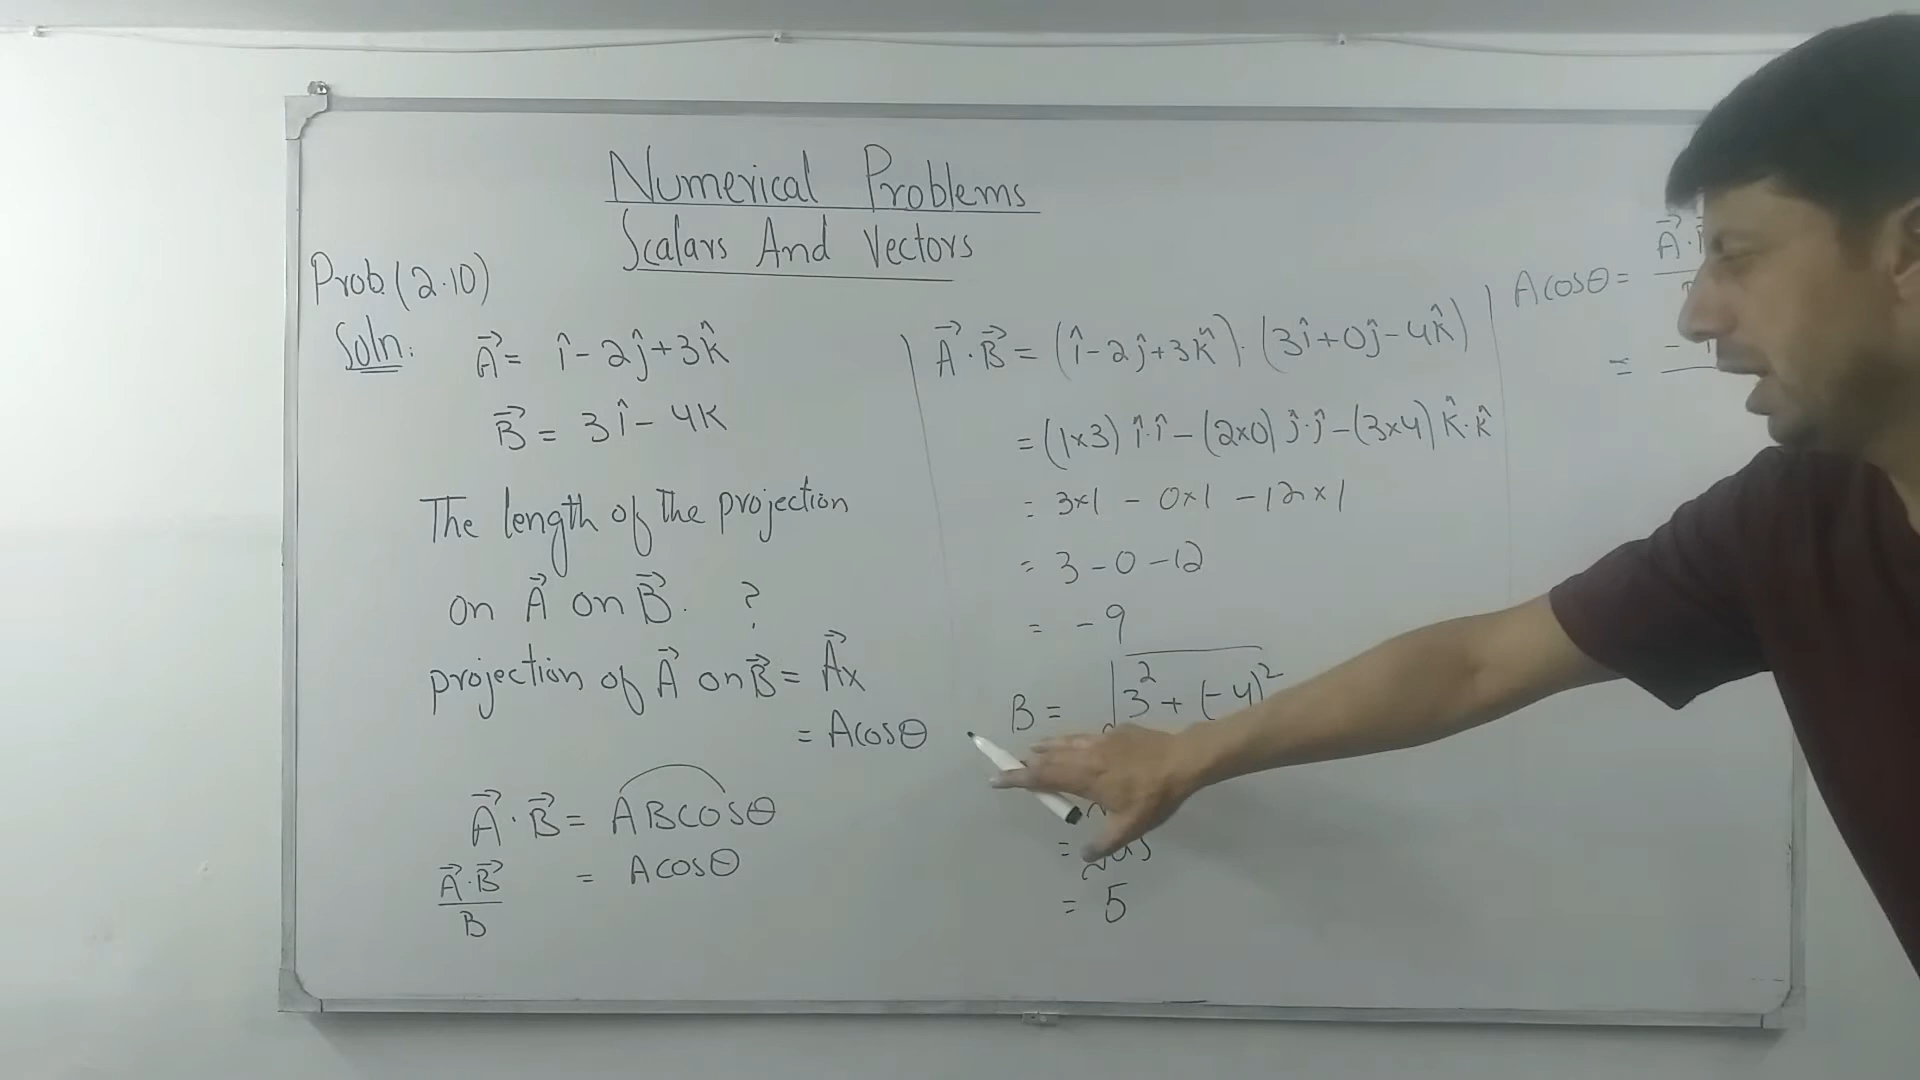 Numerical Problems
Scalars And Vectors
Prob.(2.10)
Soln:
A⃗ = î - 2ĵ + 3k̂
B⃗ = 3î - 4k
The length of the projection
on A⃗ on B⃗. ?
projection of A⃗ on B⃗ = A⃗x
= Acosθ
A⃗ · B⃗ = ABcosθ
A⃗·B⃗/B = Acosθ
A⃗ · B⃗ = (î - 2ĵ + 3k̂) · (3î + 0ĵ - 4k̂)
= (1×3) î·î - (2×0) ĵ·ĵ - (3×4) k̂·k̂
= 3×1 - 0×1 - 12×1
= 3 - 0 - 12
= -9
B = √3² + (-4)²
= 5
Acosθ = A⃗ ·
= -